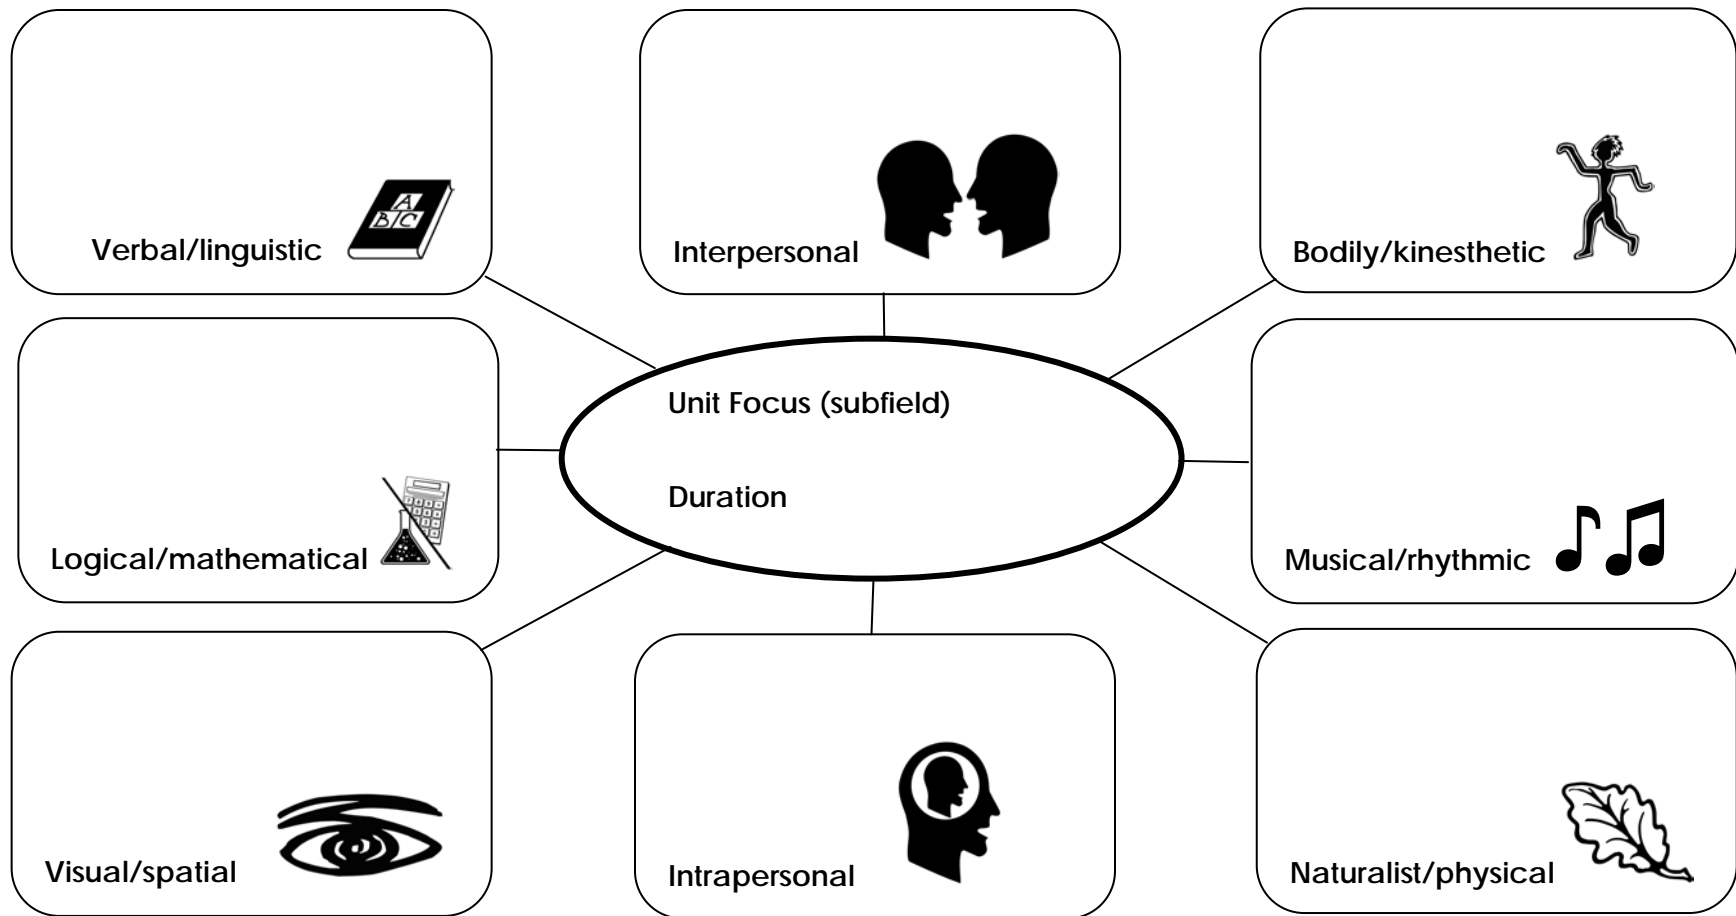 Verbal/linguistic
A
B C
Interpersonal
Bodily/kinesthetic
Unit Focus (subfield)
Duration
Logical/mathematical
Musical/rhythmic
Visual/spatial
Intrapersonal
Naturalist/physical